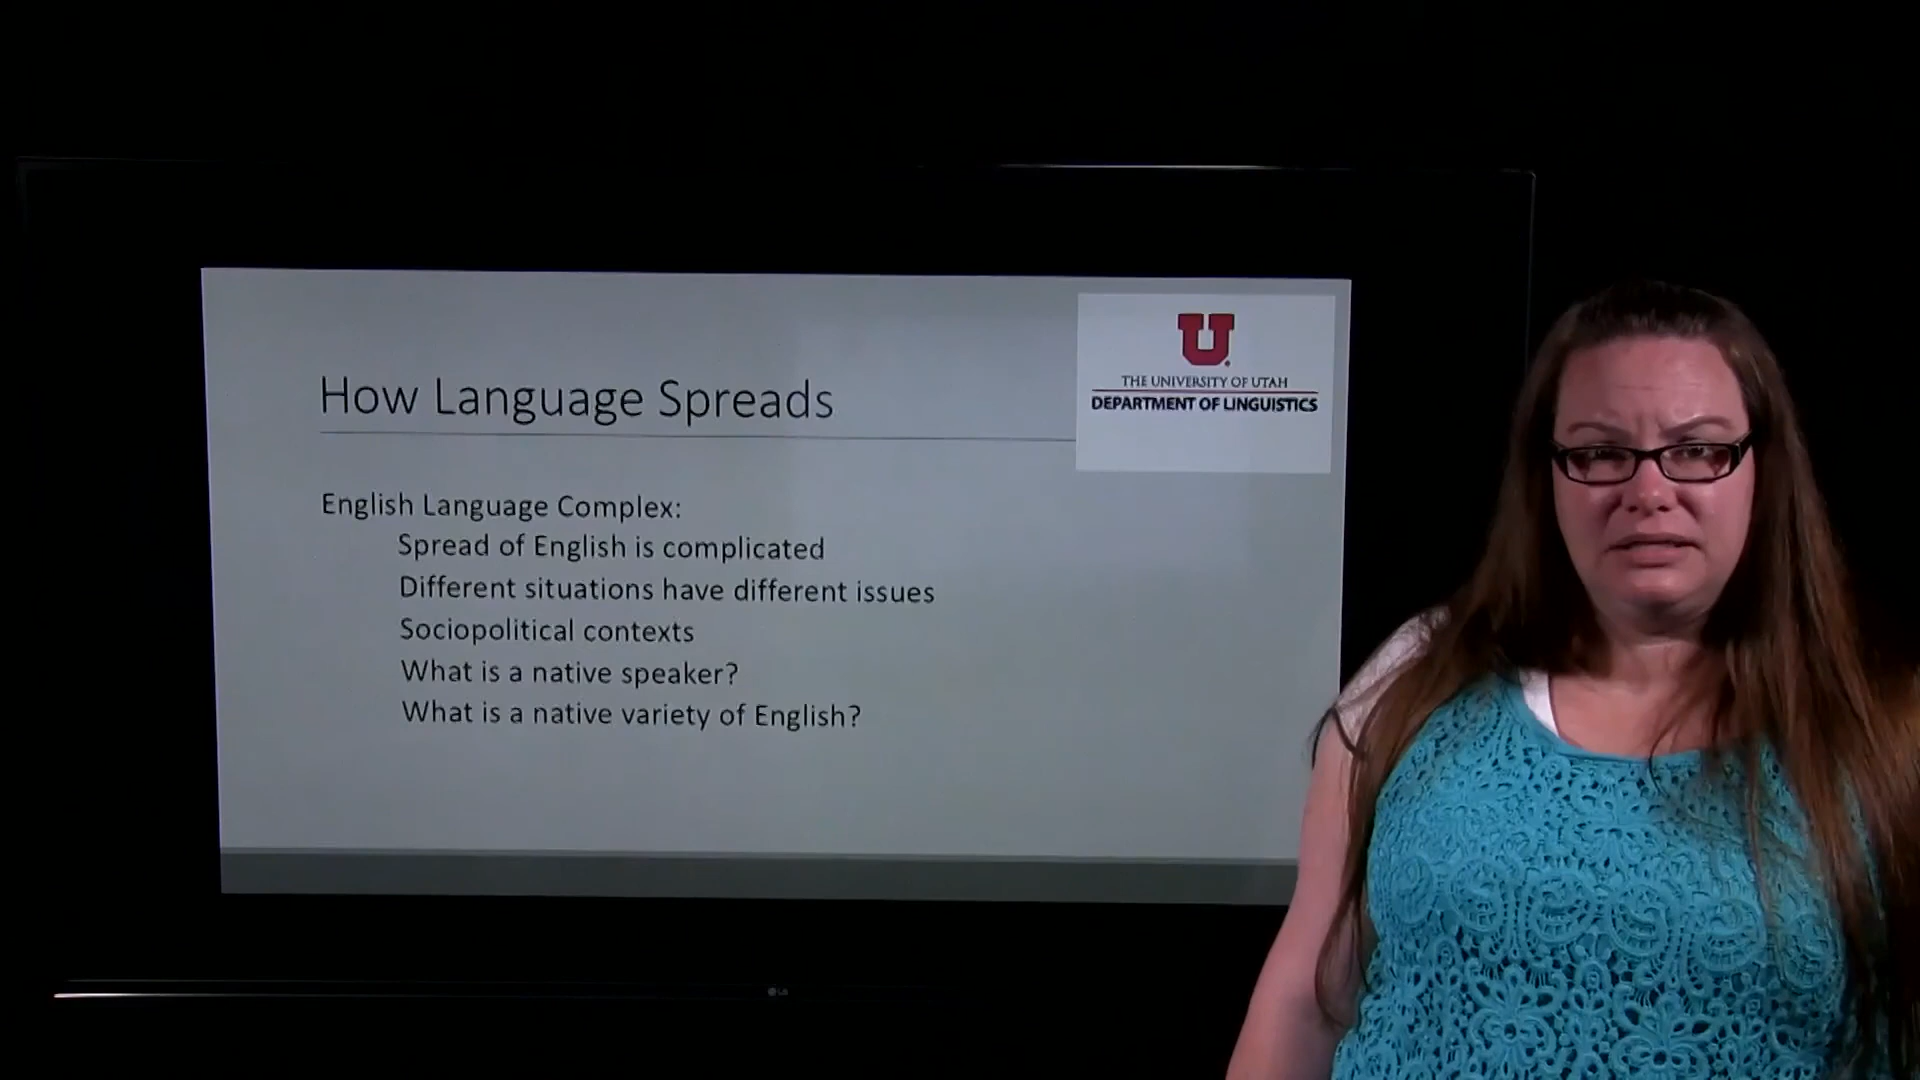 U
THE UNIVERSITY OF UTAH
DEPARTMENT OF LINGUISTICS
How Language Spreads
English Language Complex:
Spread of English is complicated
Different situations have different issues
Sociopolitical contexts
What is a native speaker?
What is a native variety of English?
LG